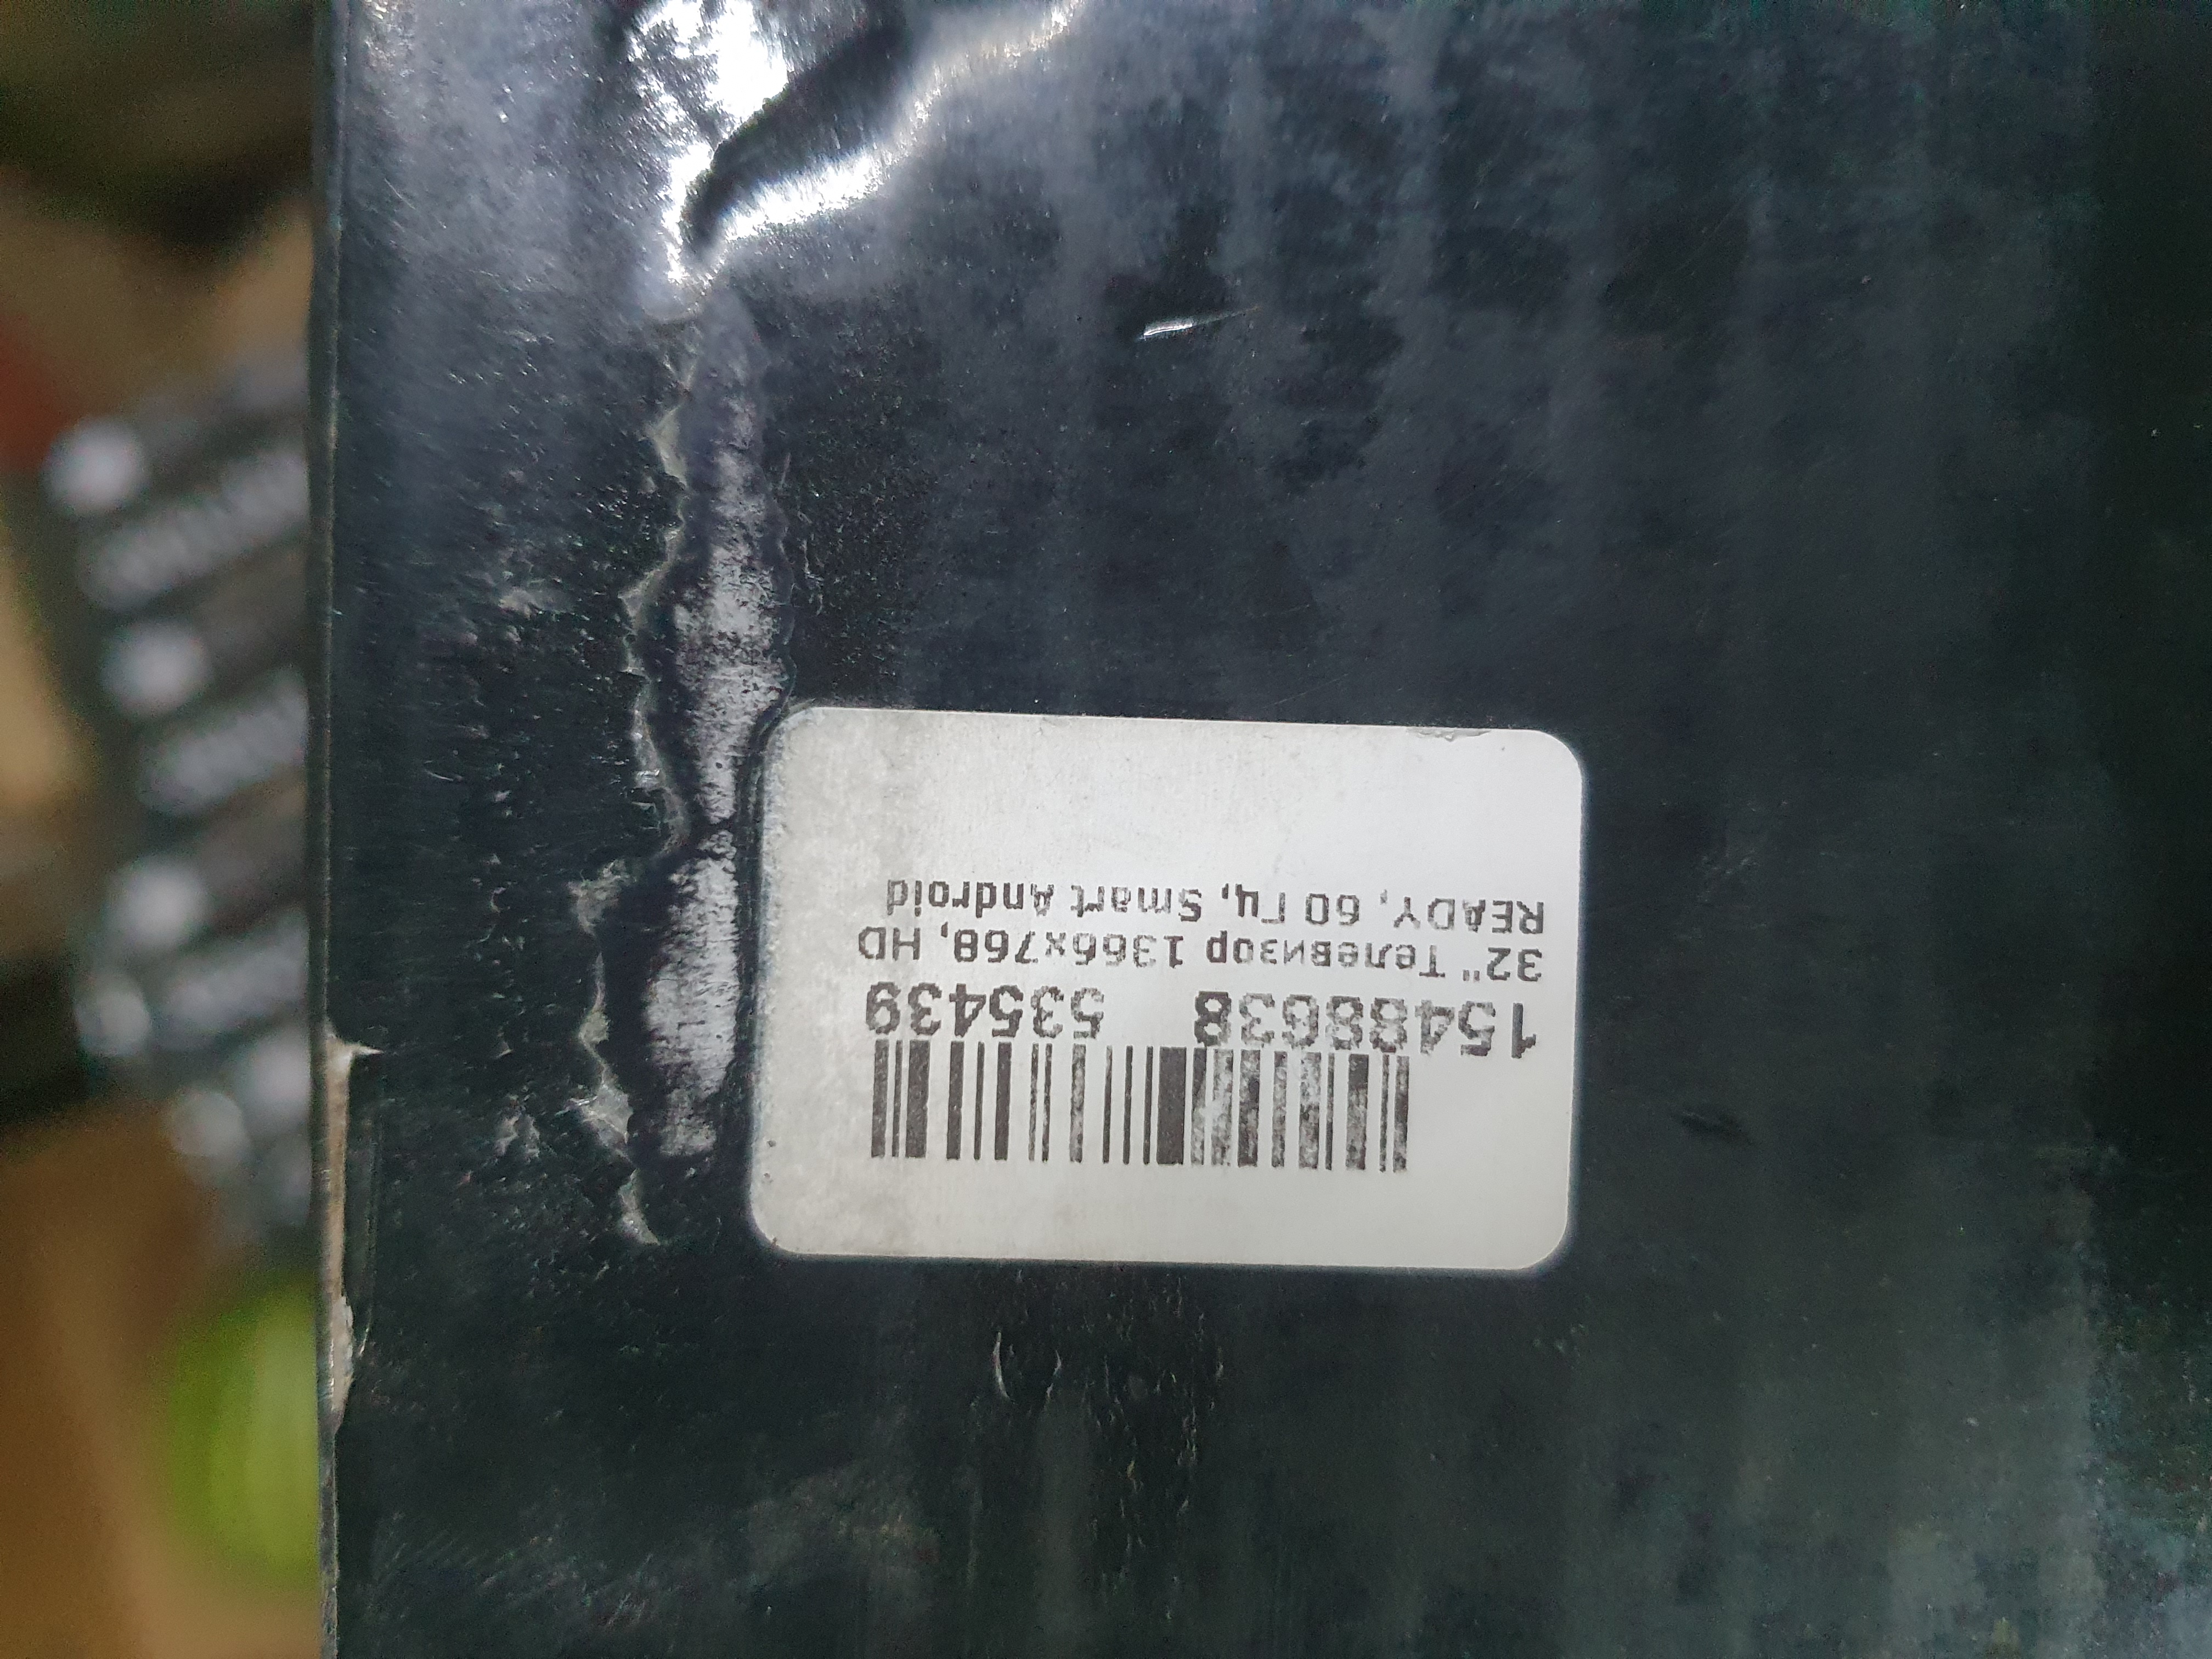 15488638 535439
32" Телевизор 1366x768, HD
READY, 60 Гц, Smart Android